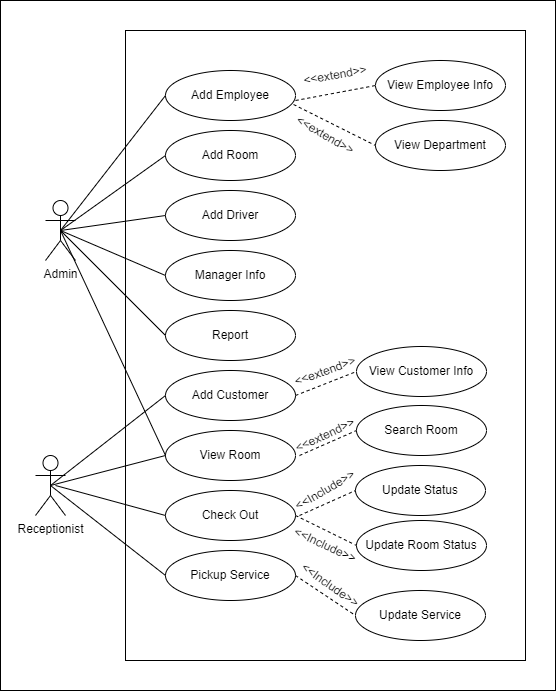 <<extend>>
Add Employee
View Employee Info
<<extend>>
View Department
Add Room
Add Driver
Admin
Manager Info
Report
<<extend>>
Add Customer
View Customer Info
<<extend>>
Search Room
View Room
<<Include>>
Update Status
Check Out
Receptionist
<<Include>>
Update Room Status
Pickup Service
<<Include>>
Update Service